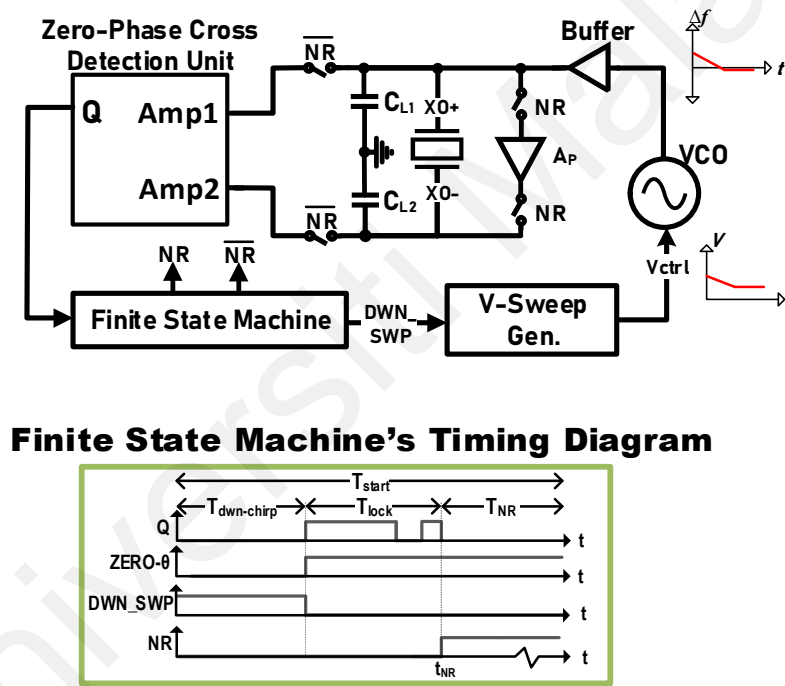 Zero-Phase Cross
Detection Unit
Q
Amp1
Amp2
NR
NR
CL1
CL2
XO+
XO-
NR
AP
NR
Buffer
Δf
t
VCO
V
Vctrl
NR
NR
Finite State Machine
DWN_
SWP
V-Sweep
Gen.
Finite State Machine's Timing Diagram
Tstart
Tdwn-chirp
Tlock
TNR
Q
t
ZERO-θ
t
DWN_SWP
t
NR
tNR
t